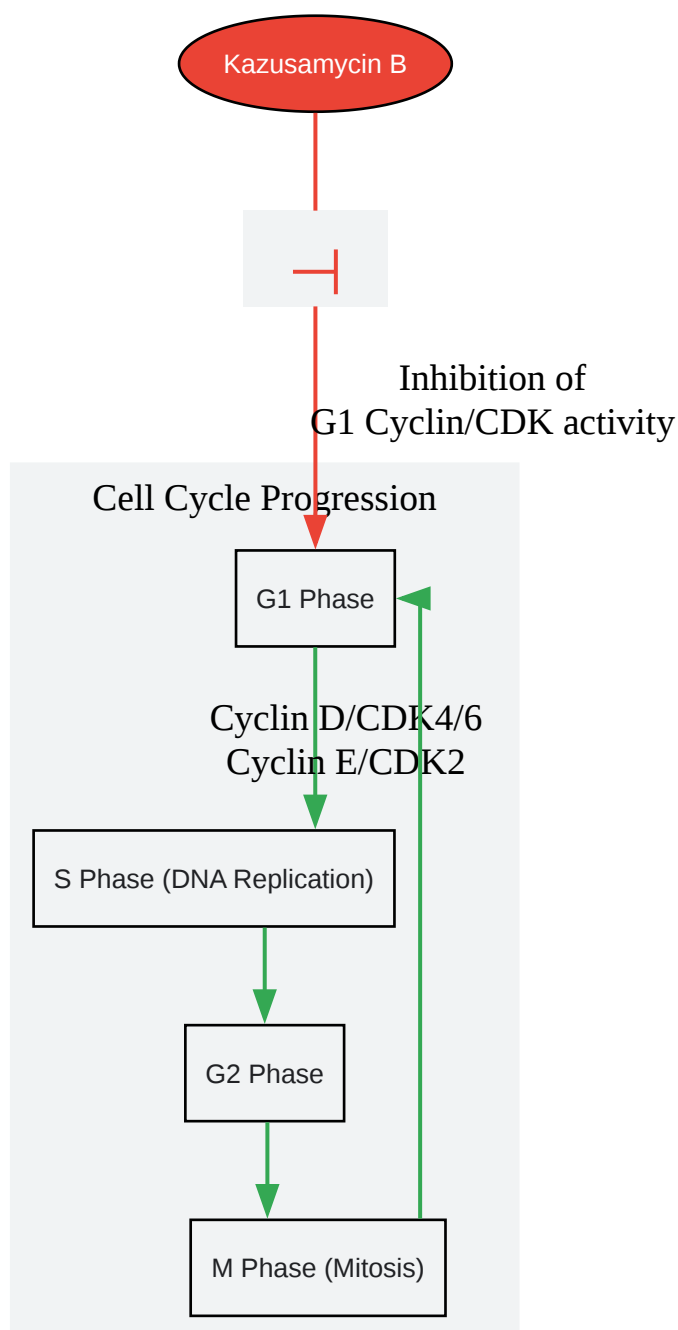 Kazusamycin B
Inhibition of
G1 Cyclin/CDK activity
Cell Cycle Progression
G1 Phase
Cyclin D/CDK4/6
Cyclin E/CDK2
S Phase (DNA Replication)
G2 Phase
M Phase (Mitosis)